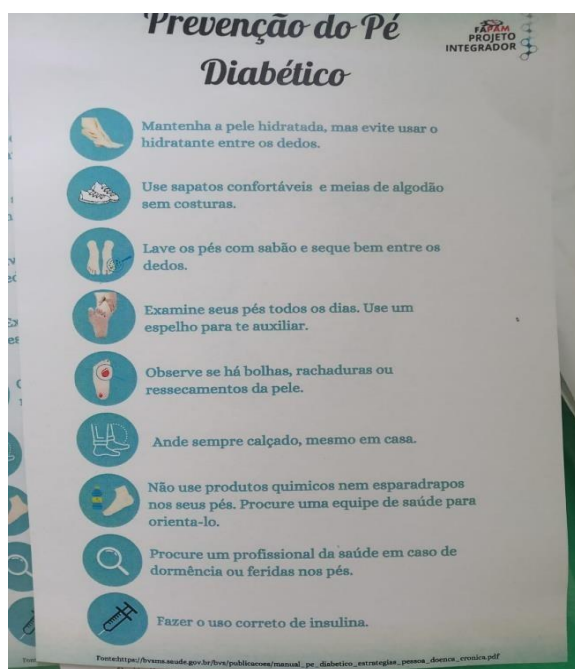 Prevenção do Pé
Diabético
FAPAM
PROJETO
INTEGRADOR
Mantenha a pele hidratada, mas evite usar o
hidratante entre os dedos.
Use sapatos confortáveis e meias de algodão
sem costuras.
Lave os pés com sabão e seque bem entre os
dedos.
Examine seus pés todos os dias. Use um
espelho para te auxiliar.
Observe se há bolhas, rachaduras ou
ressecamentos da pele.
Ande sempre calçado, mesmo em casa.
Não use produtos quimicos nem esparadrapos
nos seus pés. Procure uma equipe de saúde para
orienta-lo.
Procure um profissional da saúde em caso de
dormência ou feridas nos pés.
Fazer o uso correto de insulina.
Fonte:https://bvsms.saude.gov.br/bvs/publicacoes/manual_pe_diabetico_estrategias_pessoa_doenca_cronica.pdf